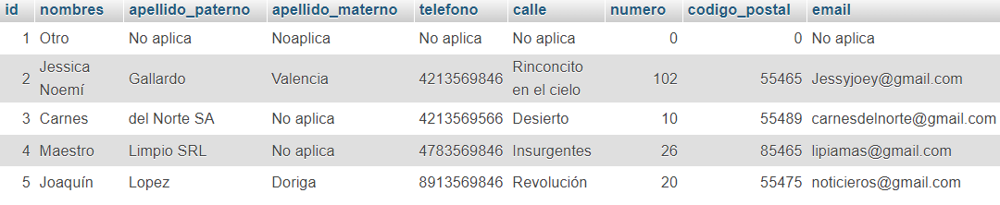 id nombres apellido_paterno apellido_materno telefono calle numero codigo_postal email
1 Otro No aplica Noaplica No aplica No aplica 0 0 No aplica
2 Jessica Noemí Gallardo Valencia 4213569846 Rinconcito en el cielo 102 55465 Jessyjoey@gmail.com
3 Carnes del Norte SA No aplica 4213569566 Desierto 10 55489 carnesdelnorte@gmail.com
4 Maestro Limpio SRL No aplica 4783569846 Insurgentes 26 85465 lipiamas@gmail.com
5 Joaquín Lopez Doriga 8913569846 Revolución 20 55475 noticieros@gmail.com